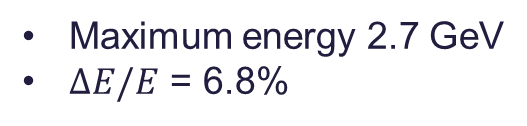 • Maximum energy 2.7 GeV
• ΔE/E = 6.8%